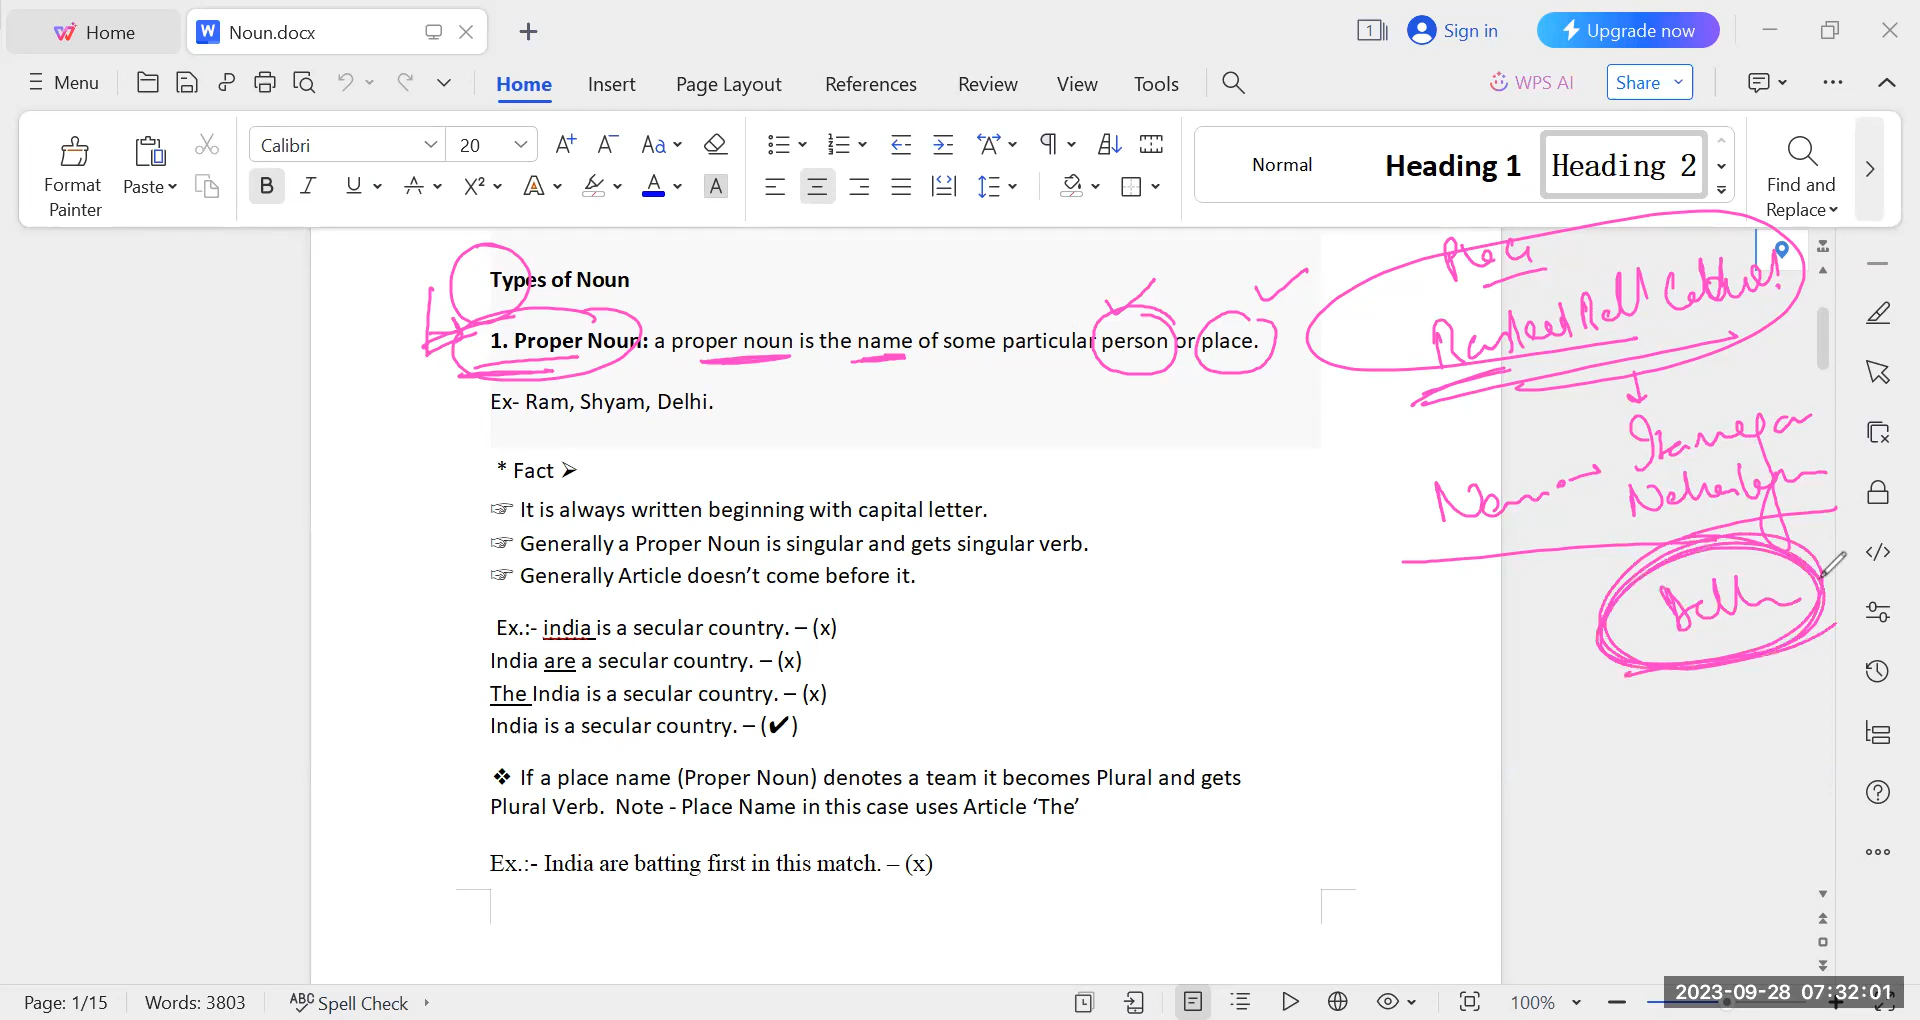 Home
Noun.docx
1
Sign in
Upgrade now
Menu
Home Insert Page Layout References Review View Tools
WPS AI
Share
Format Painter
Paste
Calibri
20
Normal
Heading 1
Heading 2
Find and Replace
Types of Noun
1. Proper Noun: a proper noun is the name of some particular person or place.
Ex- Ram, Shyam, Delhi.
* Fact ➢
☞ It is always written beginning with capital letter.
☞ Generally a Proper Noun is singular and gets singular verb.
☞ Generally Article doesn’t come before it.
Ex.:- india is a secular country. – (x)
India are a secular country. – (x)
The India is a secular country. – (x)
India is a secular country. – (✔)
❖ If a place name (Proper Noun) denotes a team it becomes Plural and gets
Plural Verb. Note - Place Name in this case uses Article ‘The’
Ex.:- India are batting first in this match. – (x)
Page: 1/15
Words: 3803
Spell Check
100%
2023-09-28 07:32:01